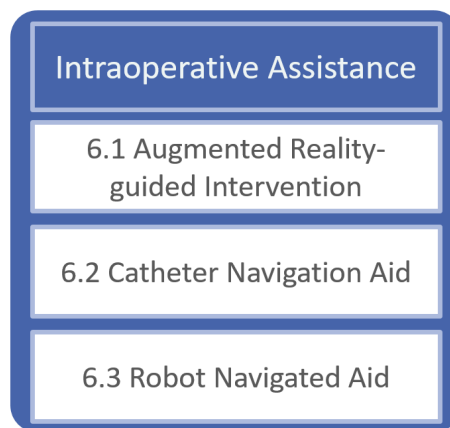 Intraoperative Assistance
6.1 Augmented Reality-
guided Intervention
6.2 Catheter Navigation Aid
6.3 Robot Navigated Aid